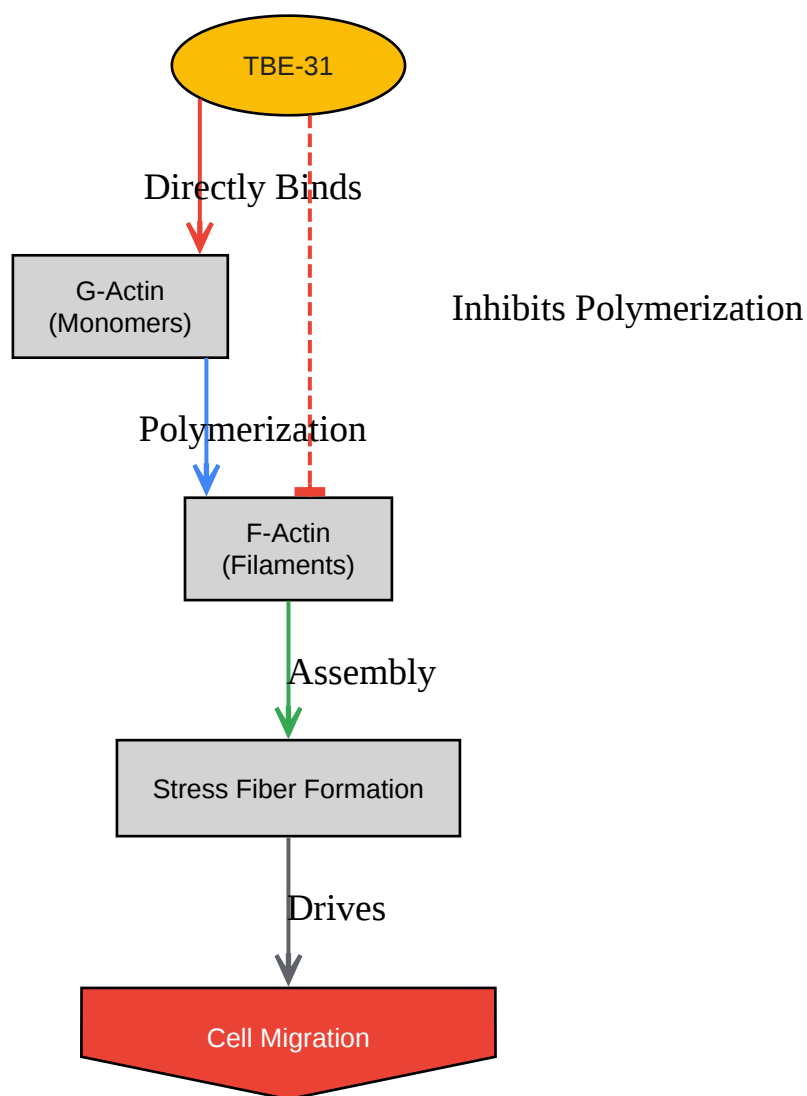 TBE-31
Directly Binds
G-Actin
(Monomers)
Inhibits Polymerization
Polymerization
F-Actin
(Filaments)
Assembly
Stress Fiber Formation
Drives
Cell Migration